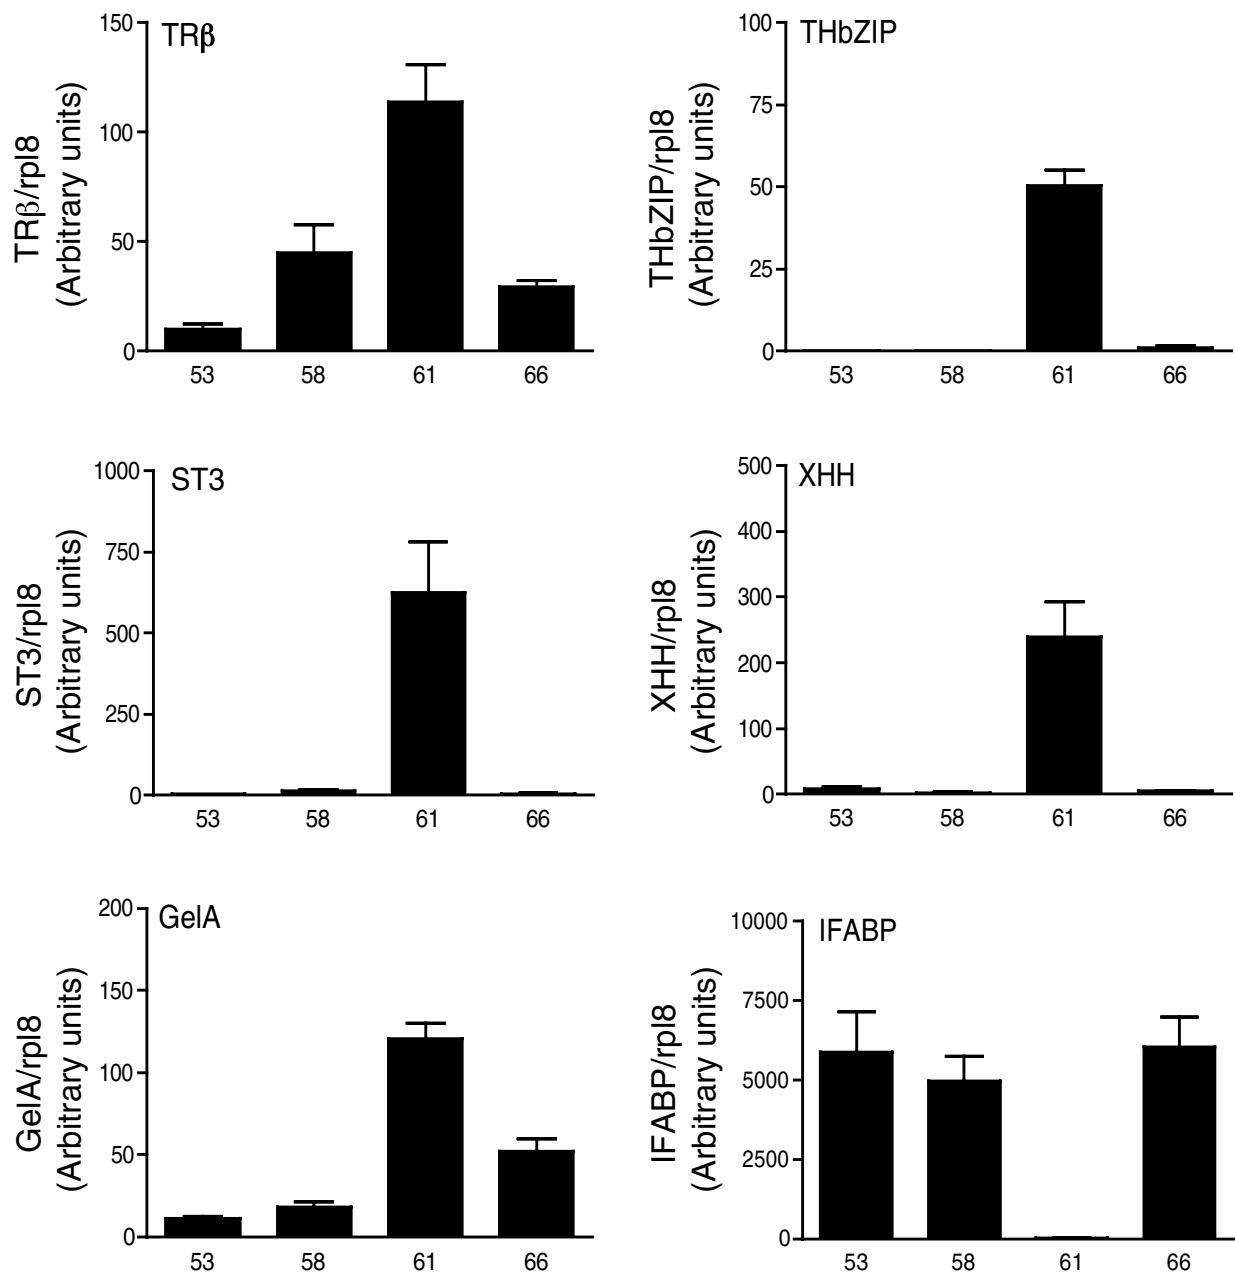 TRβ
TRβ/rpl8
(Arbitrary units)
150
100
50
0
53 58 61 66
THbZIP
THbZIP/rpl8
(Arbitrary units)
100
75
50
25
0
53 58 61 66
ST3
ST3/rpl8
(Arbitrary units)
1000
750
500
250
0
53 58 61 66
XHH
XHH/rpl8
(Arbitrary units)
500
400
300
200
100
0
53 58 61 66
GelA
GelA/rpl8
(Arbitrary units)
200
150
100
50
0
53 58 61 66
IFABP
IFABP/rpl8
(Arbitrary units)
10000
7500
5000
2500
0
53 58 61 66